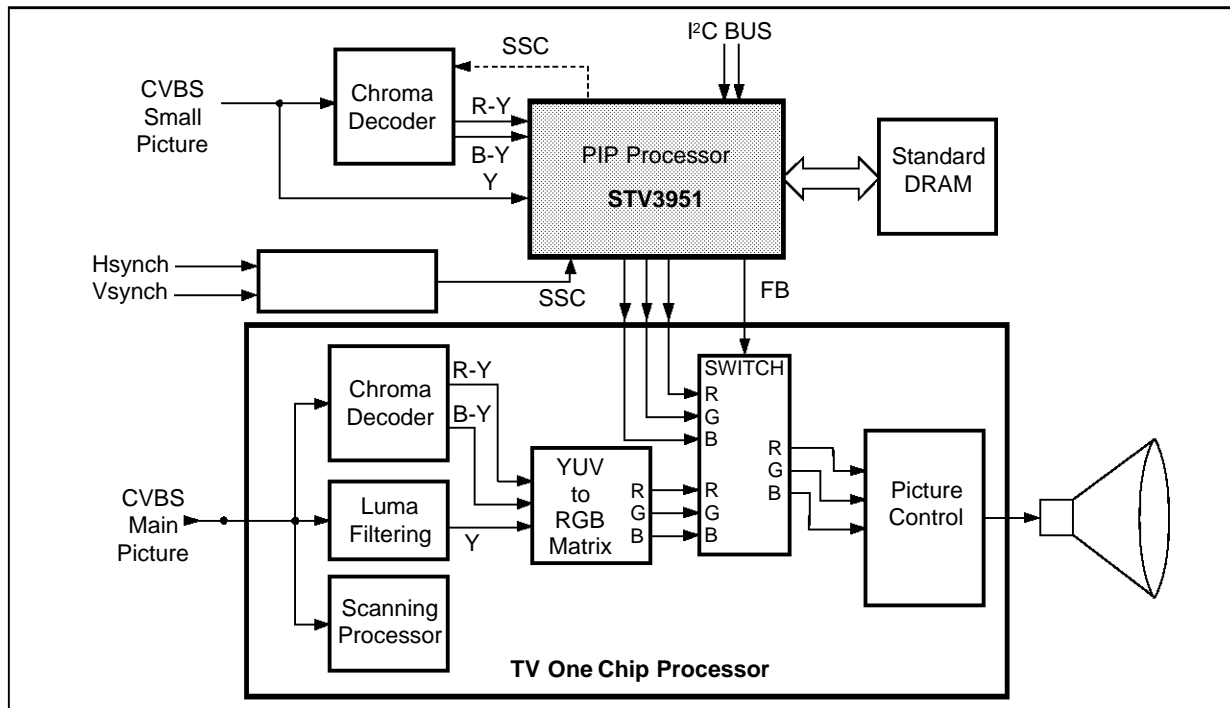 I²C BUS
SSC
CVBS
Small
Picture
Chroma
Decoder
R-Y
B-Y
Y
PIP Processor
STV3951
Standard
DRAM
Hsynch
Vsynch
SSC
FB
CVBS
Main
Picture
Chroma
Decoder
R-Y
B-Y
Luma
Filtering
Y
Scanning
Processor
YUV
to
RGB
Matrix
R
G
B
SWITCH
R
G
B
R
G
B
R
G
B
Picture
Control
TV One Chip Processor